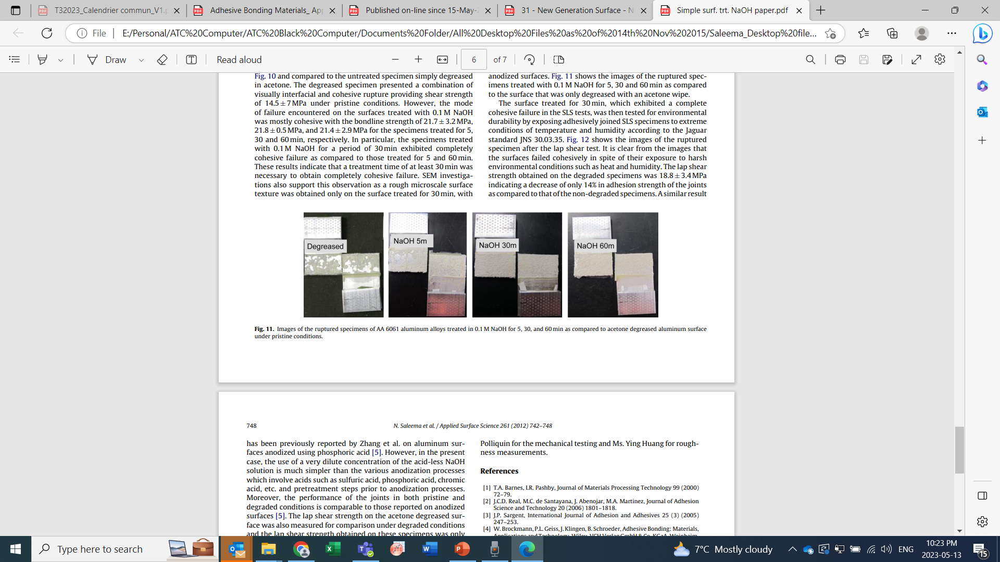 T32023_Calendrier commun_V1.p
Adhesive Bonding Materials_ Ap
Published on-line since 15-May-
31 - New Generation Surface - N
Simple surf. trt. NaOH paper.pdf
File
E:/Personal/ATC%20Computer/ATC%20Black%20Computer/Documents%20Folder/All%20Desktop%20Files%20as%20of%2014th%20Nov%202015/Saleema_Desktop%20file...
Draw
Read aloud
6
of 7
Fig. 10 and compared to the untreated specimen simply degreased
in acetone. The degreased specimen presented a combination of
visually interfacial and cohesive rupture providing shear strength
of 14.5 ± 7 MPa under pristine conditions. However, the mode
of failure encountered on the surfaces treated with 0.1 M NaOH
was mostly cohesive with the bondline strength of 21.7 ± 3.2 MPa,
21.8 ± 0.5 MPa, and 21.4 ± 2.9 MPa for the specimens treated for 5,
30 and 60 min, respectively. In particular, the specimens treated
with 0.1 M NaOH for a period of 30 min exhibited completely
cohesive failure as compared to those treated for 5 and 60 min.
These results indicate that a treatment time of at least 30 min was
necessary to obtain completely cohesive failure. SEM investiga-
tions also support this observation as a rough microscale surface
texture was obtained only on the surface treated for 30 min, with
anodized surfaces. Fig. 11 shows the images of the ruptured spec-
imens treated with 0.1 M NaOH for 5, 30 and 60 min as compared
to the surface that was only degreased with an acetone wipe.
The surface treated for 30 min, which exhibited a complete
cohesive failure in the SLS tests, was then tested for environmental
durability by exposing adhesively joined SLS specimens to extreme
conditions of temperature and humidity according to the Jaguar
standard JNS 30.03.35. Fig. 12 shows the images of the ruptured
specimen after the lap shear test. It is clear from the images that
the surfaces failed cohesively in spite of their exposure to harsh
environmental conditions such as heat and humidity. The lap shear
strength obtained on the degraded specimens was 18.8 ± 3.4 MPa
indicating a decrease of only 14% in adhesion strength of the joints
as compared to that of the non-degraded specimens. A similar result
Degreased
NaOH 5m
NaOH 30m
NaOH 60m
Fig. 11. Images of the ruptured specimens of AA 6061 aluminum alloys treated in 0.1 M NaOH for 5, 30, and 60 min as compared to acetone degreased aluminum surface
under pristine conditions.
748
N. Saleema et al. / Applied Surface Science 261 (2012) 742–748
has been previously reported by Zhang et al. on aluminum sur-
faces anodized using phosphoric acid [5]. However, in the present
case, the use of a very dilute concentration of the acid-less NaOH
solution is much simpler than the various anodization processes
which involve acids such as sulfuric acid, phosphoric acid, chromic
acid, etc. and pretreatment steps prior to anodization processes.
Moreover, the performance of the joints in both pristine and
degraded conditions is comparable to those reported on anodized
surfaces [5]. The lap shear strength on the acetone degreased sur-
face was also measured for comparison under degraded conditions
and the lap shear strength obtained on these specimens was only
Polliquin for the mechanical testing and Ms. Ying Huang for rough-
ness measurements.
References
[1] T.A. Barnes, I.R. Pashby, Journal of Materials Processing Technology 99 (2000)
72–79.
[2] J.C.D. Real, M.C. de Santayana, J. Abenojar, M.A. Martinez, Journal of Adhesion
Science and Technology 20 (2006) 1801–1818.
[3] J.P. Sargent, International Journal of Adhesion and Adhesives 25 (3) (2005)
247–253.
[4] W. Brockmann, P.L. Geiss, J. Klingen, B. Schroeder, Adhesive Bonding: Materials,
Applications and Technology, Wiley-VCH Verlag GmbH & Co. KGaA, Weinheim,
Type here to search
7°C Mostly cloudy
ENG
10:23 PM
2023-05-13
15